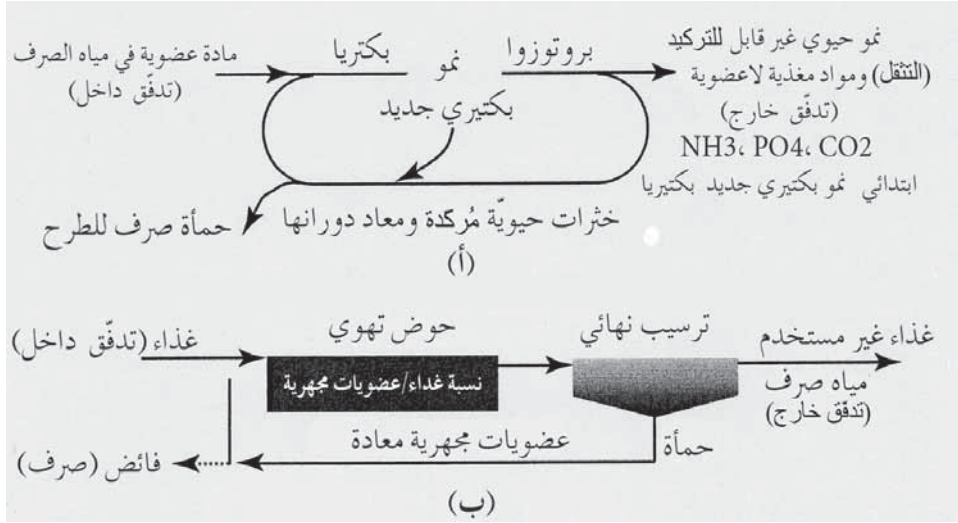 مادة عضوية في مياه الصرف
(تدفّق داخل)
بكتريا
نمو
بروتوزوا
بكتيري جديد
نمو حيوي غير قابل للتركيد
(التثقل) ومواد مغذية لاعضوية
(تدفّق خارج)
NH3، PO4، CO2
ابتدائي نمو بكتيري جديد بكتيريا
خثرات حيويّة مُركدة ومعاد دورانها
حمأة صرف للطرح
(أ)
غذاء (تدفّق داخل)
حوض تهوي
نسبة غداء/عضويات مجهرية
ترسيب نهائي
غذاء غير مستخدم
مياه صرف
(تدفّق خارج)
حمأة
عضويات مجهرية معادة
فائض (صرف)
(ب)